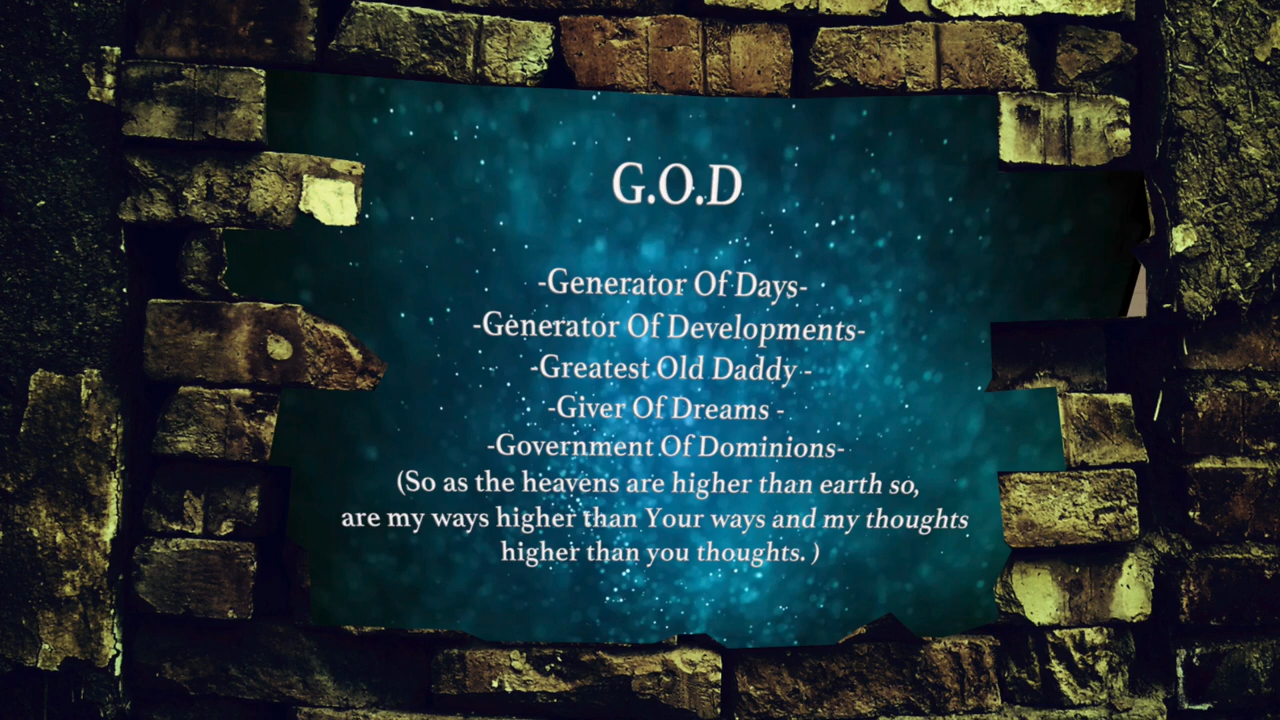 G.O.D
-Generator Of Days-
-Generator Of Developments-
-Greatest Old Daddy -
-Giver Of Dreams -
-Government Of Dominions-
(So as the heavens are higher than earth so,
are my ways higher than Your ways and my thoughts
higher than you thoughts. )